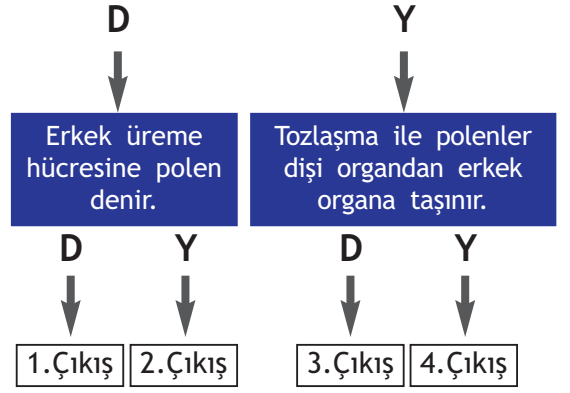 D Y
Erkek üreme
hücresine polen
denir.
Tozlaşma ile polenler
dişi organdan erkek
organa taşınır.
D Y D Y
1.Çıkış 2.Çıkış 3.Çıkış 4.Çıkış